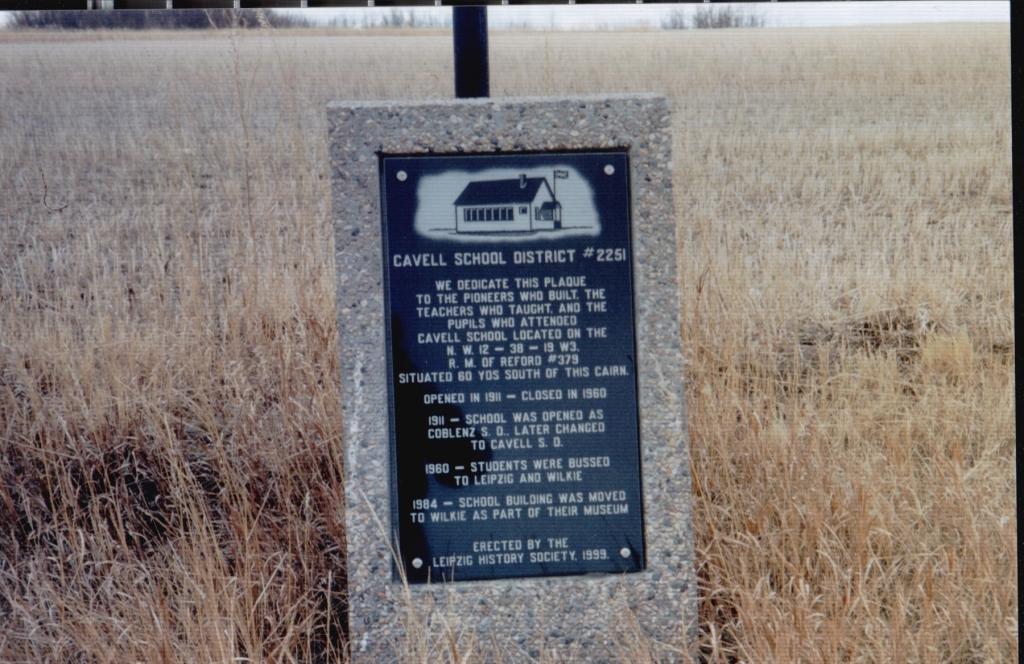 CAVELL SCHOOL DISTRICT #2251
WE DEDICATE THIS PLAQUE
TO THE PIONEERS WHO BUILT, THE
TEACHERS WHO TAUGHT, AND THE
PUPILS WHO ATTENDED
CAVELL SCHOOL LOCATED ON THE
N. W. 12 – 38 – 19 W3.
R. M. OF REFORD #379
SITUATED 60 YDS SOUTH OF THIS CAIRN.
OPENED IN 1911 – CLOSED IN 1960
1911 – SCHOOL WAS OPENED AS
COBLENZ S. D., LATER CHANGED
TO CAVELL S. D.
1960 – STUDENTS WERE BUSSED
TO LEIPZIG AND WILKIE
1984 – SCHOOL BUILDING WAS MOVED
TO WILKIE AS PART OF THEIR MUSEUM
ERECTED BY THE
LEIPZIG HISTORY SOCIETY, 1999.